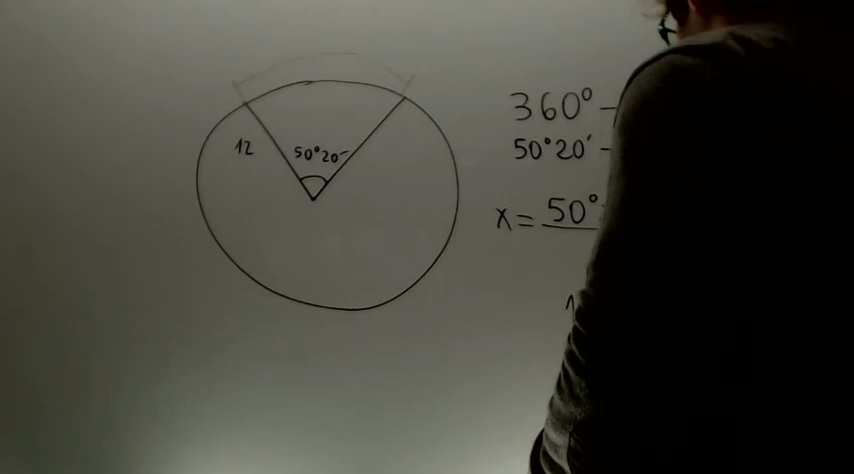 12
50°20′
360° –
50°20′ –
x = 50°